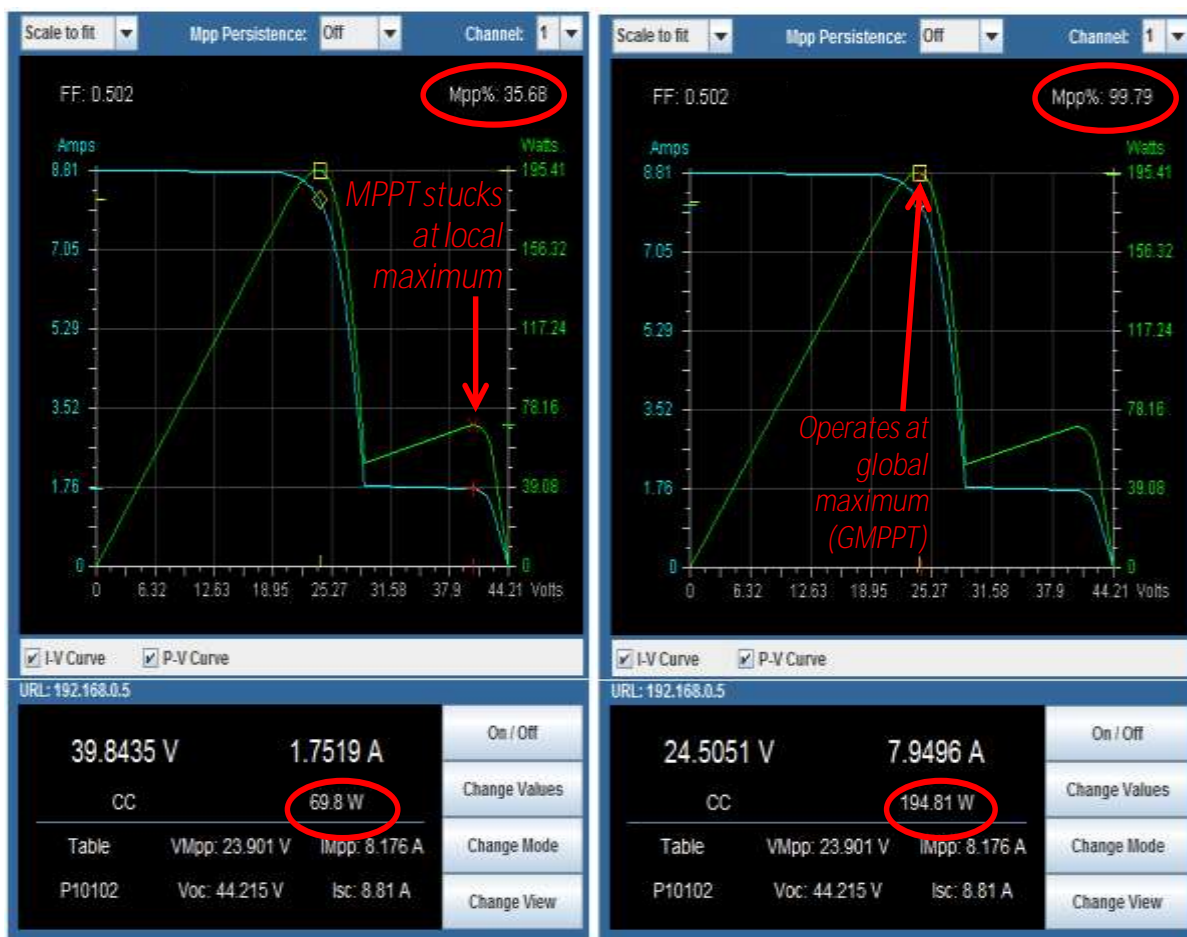 Scale to fit Mpp Persistence: Off Channel: 1
FF: 0.502 Mpp%: 35.68
Amps Watts
8.81 195.41
MPPT stucks
at local
maximum
7.05 156.32
5.29 117.24
3.52 78.16
1.76 39.08
0 0
0 6.32 12.63 18.95 25.27 31.58 37.9 44.21 Volts
I-V Curve P-V Curve
URL: 192.168.0.5
39.8435 V 1.7519 A
CC 69.8 W
Table VMpp: 23.901 V IMpp: 8.176 A
P10102 Voc: 44.215 V Isc: 8.81 A
On / Off
Change Values
Change Mode
Change View
Scale to fit Mpp Persistence: Off Channel: 1
FF: 0.502 Mpp%: 99.79
Amps Watts
8.81 195.41
7.05 156.32
5.29 117.24
3.52 78.16
Operates at
global
maximum
(GMPPT)
1.76 39.08
0 0
0 6.32 12.63 18.95 25.27 31.58 37.9 44.21 Volts
I-V Curve P-V Curve
URL: 192.168.0.5
24.5051 V 7.9496 A
CC 194.81 W
Table VMpp: 23.901 V IMpp: 8.176 A
P10102 Voc: 44.215 V Isc: 8.81 A
On / Off
Change Values
Change Mode
Change View